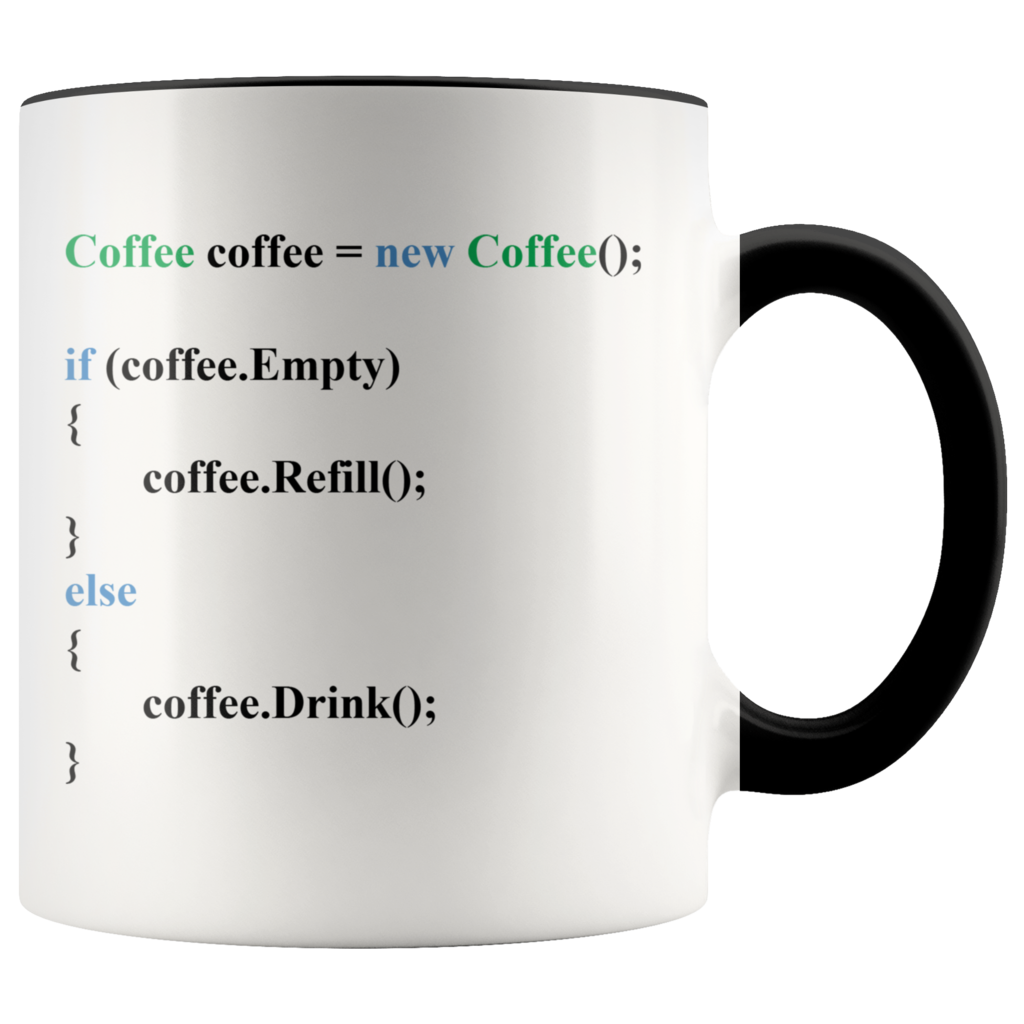 Coffee coffee = new Coffee();
if (coffee.Empty)
{
coffee.Refill();
}
else
{
coffee.Drink();
}